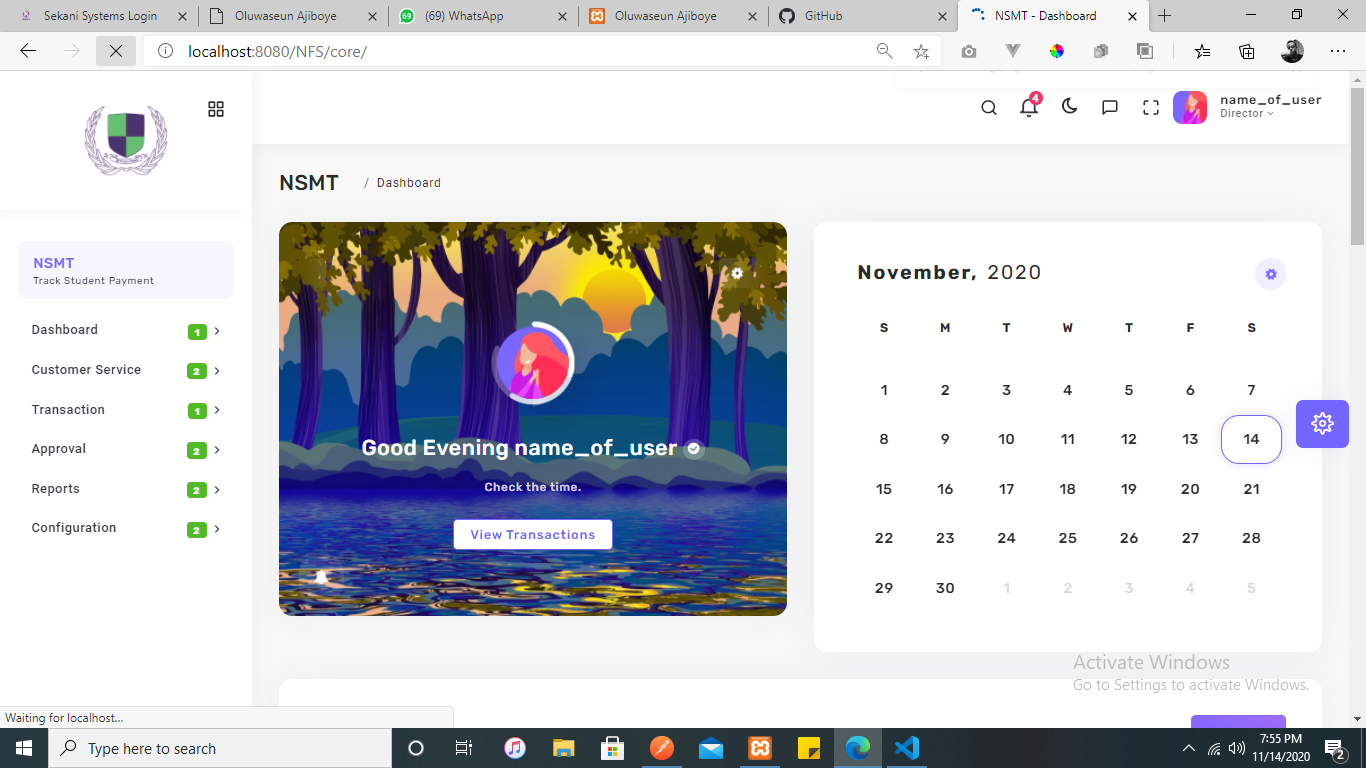 Sekani Systems Login
Oluwaseun Ajiboye
(69) WhatsApp
Oluwaseun Ajiboye
GitHub
NSMT - Dashboard
localhost:8080/NFS/core/
4
name_of_user
Director
NSMT
/ Dashboard
NSMT
Track Student Payment
Dashboard 1
Customer Service 2
Transaction 1
Approval 2
Reports 2
Configuration 2
Good Evening name_of_user
Check the time.
View Transactions
November, 2020
S M T W T F S
1 2 3 4 5 6 7
8 9 10 11 12 13 14
15 16 17 18 19 20 21
22 23 24 25 26 27 28
29 30 1 2 3 4 5
Activate Windows
Go to Settings to activate Windows.
Waiting for localhost...
Type here to search
7:55 PM
11/14/2020
2